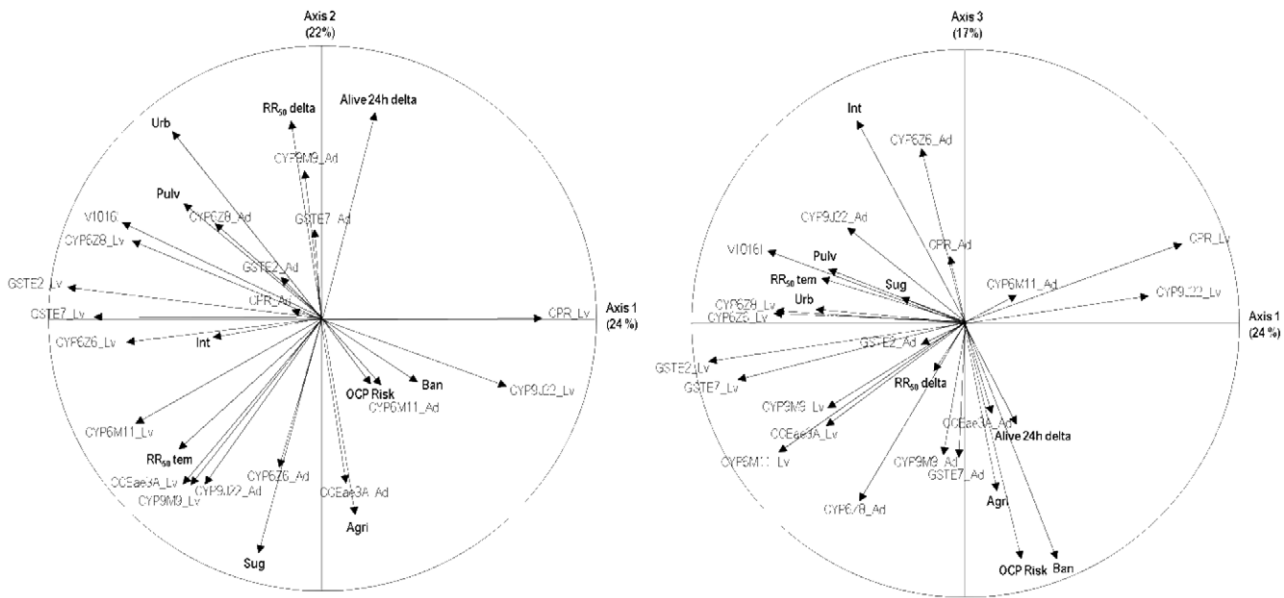 Axis 2
(22%)
Alive 24h delta
RR50 delta
Urb
CYP9M9_Ad
Pulv
CYP6Z8_Ad
GSTE7_Ad
V1016I
CYP6Z8_Lv
GSTE2_Ad
GSTE2_Lv
CPR_Ad
GSTE7_Lv
CPR_Lv
Axis 1
(24 %)
CYP6Z6_Lv
Int
Ban
OCP Risk
CYP9J22_Lv
CYP6M11_Ad
CYP6M11_Lv
RR50 tem
CYP6Z6_Ad
CCEae3A_Lv
CYP9J22_Ad
CCEae3A_Ad
CYP9M9_Lv
Agri
Sug
Axis 3
(17%)
Int
CYP6Z6_Ad
CYP9J22_Ad
CPR_Lv
V1016I
CPR_Ad
Pulv
RR50 tem
CYP6M11_Ad
Sug
CYP9J22_Lv
CYP6Z8_Lv
Urb
CYP6Z6_Lv
Axis 1
(24 %)
GSTE2_Ad
GSTE2_Lv
RR50 delta
GSTE7_Lv
CYP9M9_Lv
CCEae3A_Ad
CCEae3A_Lv
Alive 24h delta
CYP6M11_Lv
CYP9M9_Ad
GSTE7_Ad
Agri
CYP6Z8_Ad
OCP Risk
Ban